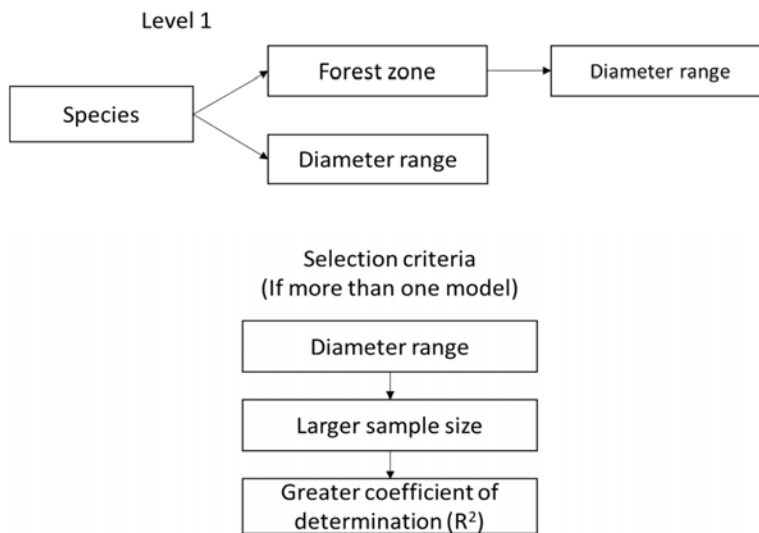 Level 1
Species
Forest zone
Diameter range
Diameter range
Selection criteria
(If more than one model)
Diameter range
Larger sample size
Greater coefficient of
determination (R²)